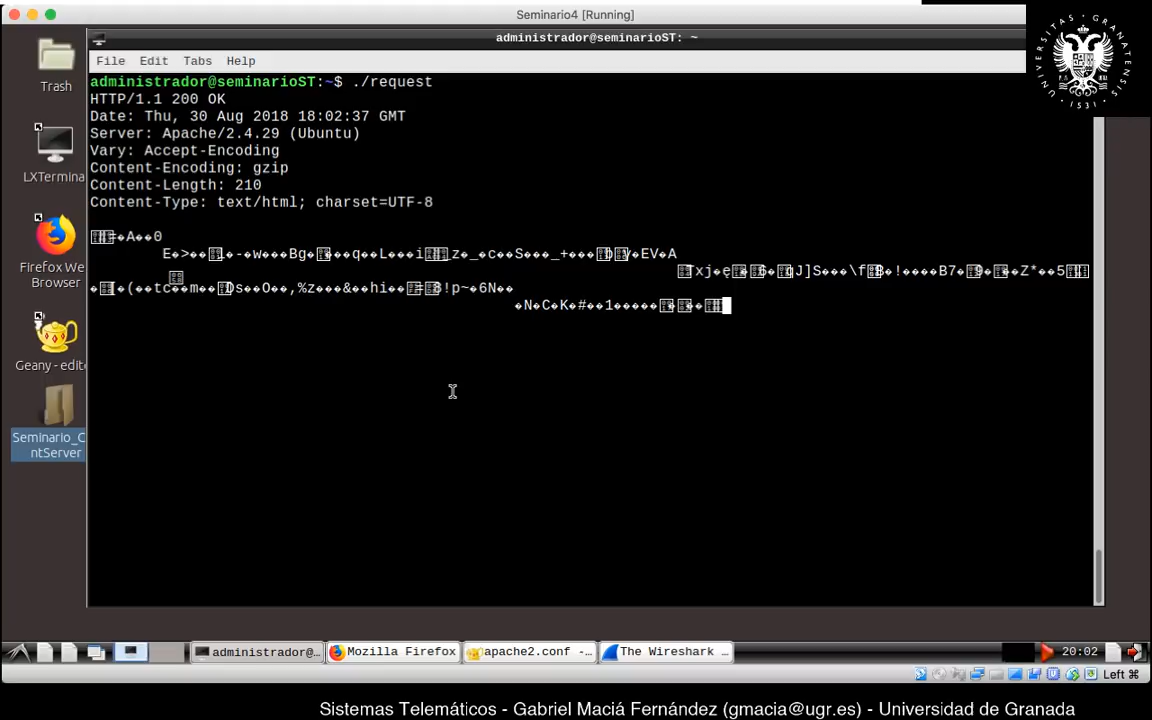 Seminario4 [Running]
administrador@seminarioST: ~
File Edit Tabs Help
administrador@seminarioST:~$ ./request
HTTP/1.1 200 OK
Date: Thu, 30 Aug 2018 18:02:37 GMT
Server: Apache/2.4.29 (Ubuntu)
Vary: Accept-Encoding
Content-Encoding: gzip
Content-Length: 210
Content-Type: text/html; charset=UTF-8
Trash
LXTermina
Firefox We
Browser
Geany - edit
Seminario_C
ntServer
UNIVERSITAS GRANATENSIS
1531
administrador@...
Mozilla Firefox
apache2.conf -...
The Wireshark ...
20:02
Left ⌘
Sistemas Telemáticos - Gabriel Maciá Fernández (gmacia@ugr.es) - Universidad de Granada